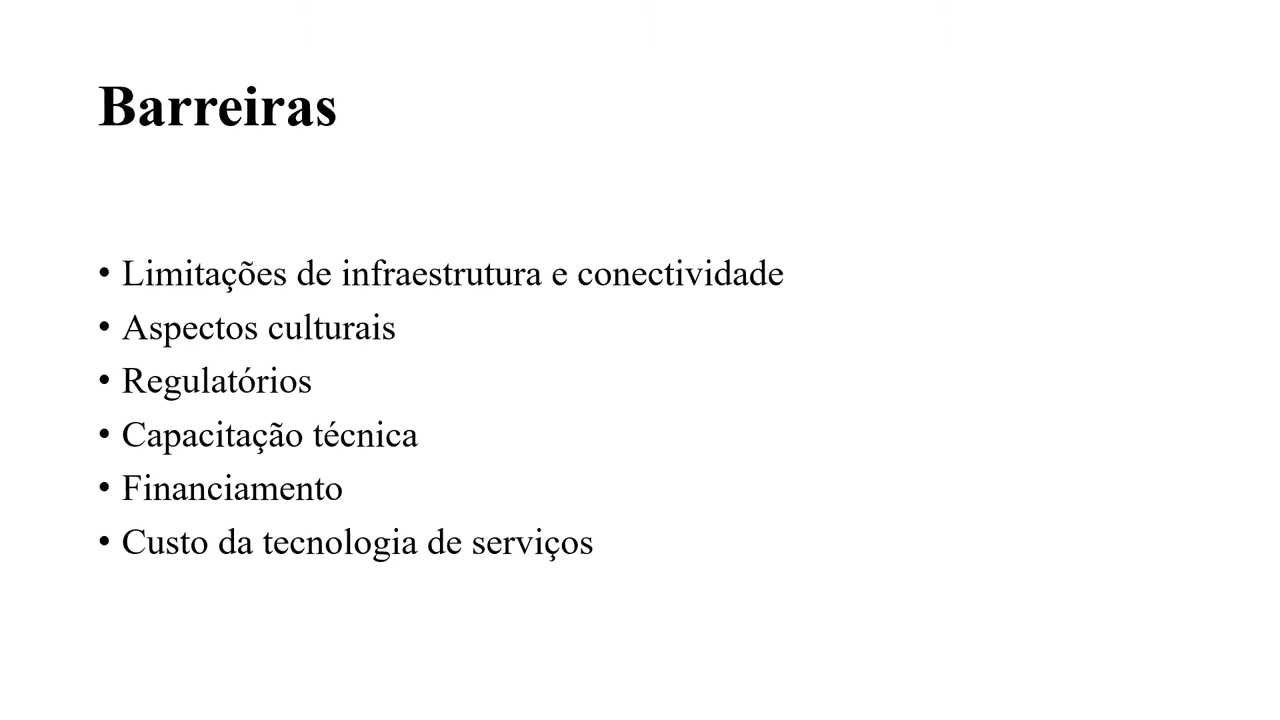 Barreiras
• Limitações de infraestrutura e conectividade
• Aspectos culturais
• Regulatórios
• Capacitação técnica
• Financiamento
• Custo da tecnologia de serviços